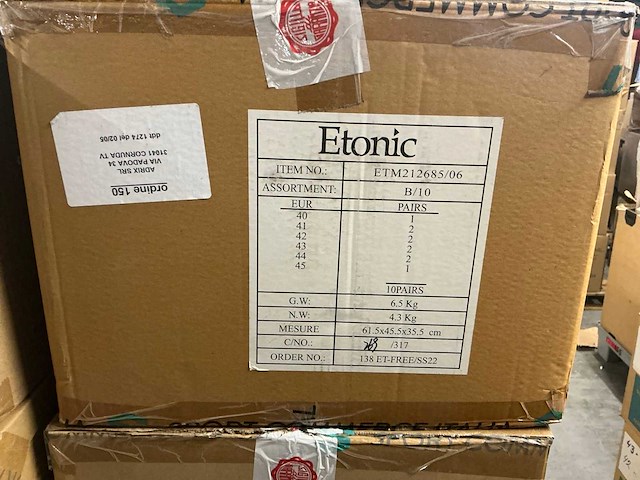 Etonic
ITEM NO.: ETM212685/06
ASSORTMENT: B/10
EUR PAIRS
40 1
41 2
42 2
43 2
44 2
45 1
10PAIRS
G.W: 6.5 Kg
N.W: 4.3 Kg
MESURE 61.5x45.5x35.5 cm
C/NO.: 268 /317
ORDER NO.: 138 ET-FREE/SS22
ordine 150
ADRIX SRL
VIA PADOVA 34
31041 CORNUDA TV
ddt 1274 del 02/05